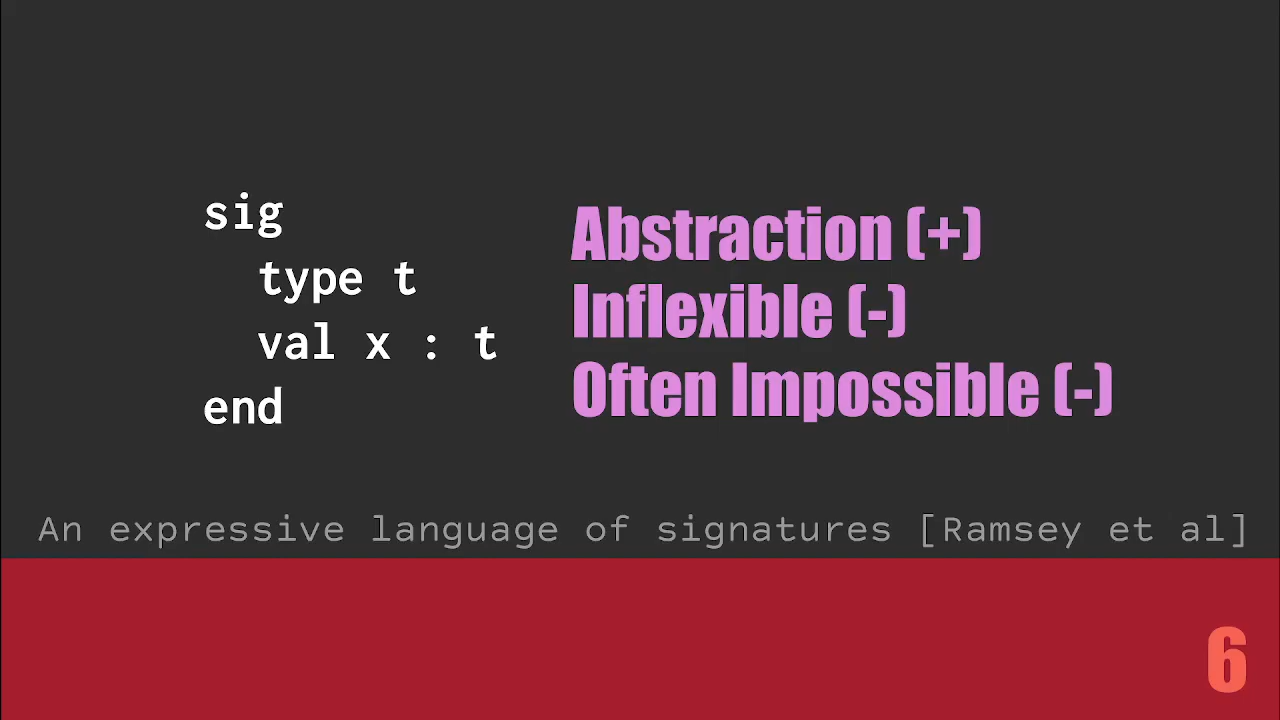 sig
  type t
  val x : t
end
Abstraction (+)
Inflexible (-)
Often Impossible (-)
An expressive language of signatures [Ramsey et al]
6